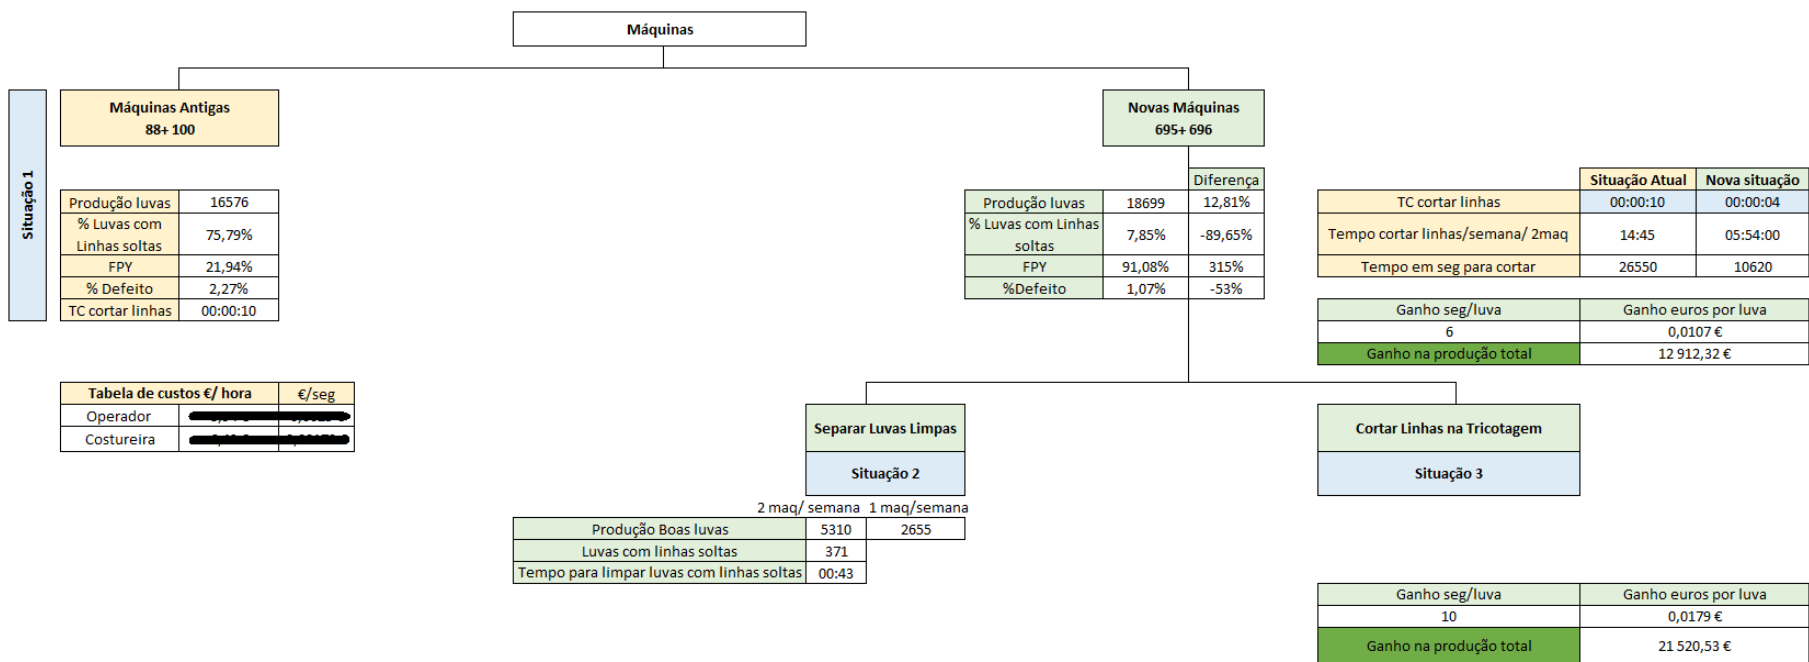 Máquinas
Situação 1
Máquinas Antigas
88+ 100
Produção luvas 16576
% Luvas com
Linhas soltas 75,79%
FPY 21,94%
% Defeito 2,27%
TC cortar linhas 00:00:10
Tabela de custos €/ hora €/seg
Operador
Costureira
Novas Máquinas
695+ 696
Diferença
Produção luvas 18699 12,81%
% Luvas com Linhas
soltas 7,85% -89,65%
FPY 91,08% 315%
%Defeito 1,07% -53%
Situação Atual Nova situação
TC cortar linhas 00:00:10 00:00:04
Tempo cortar linhas/semana/ 2maq 14:45 05:54:00
Tempo em seg para cortar 26550 10620
Ganho seg/luva Ganho euros por luva
6 0,0107 €
Ganho na produção total 12 912,32 €
Separar Luvas Limpas
Situação 2
2 maq/ semana 1 maq/semana
Produção Boas luvas 5310 2655
Luvas com linhas soltas 371
Tempo para limpar luvas com linhas soltas 00:43
Cortar Linhas na Tricotagem
Situação 3
Ganho seg/luva Ganho euros por luva
10 0,0179 €
Ganho na produção total 21 520,53 €